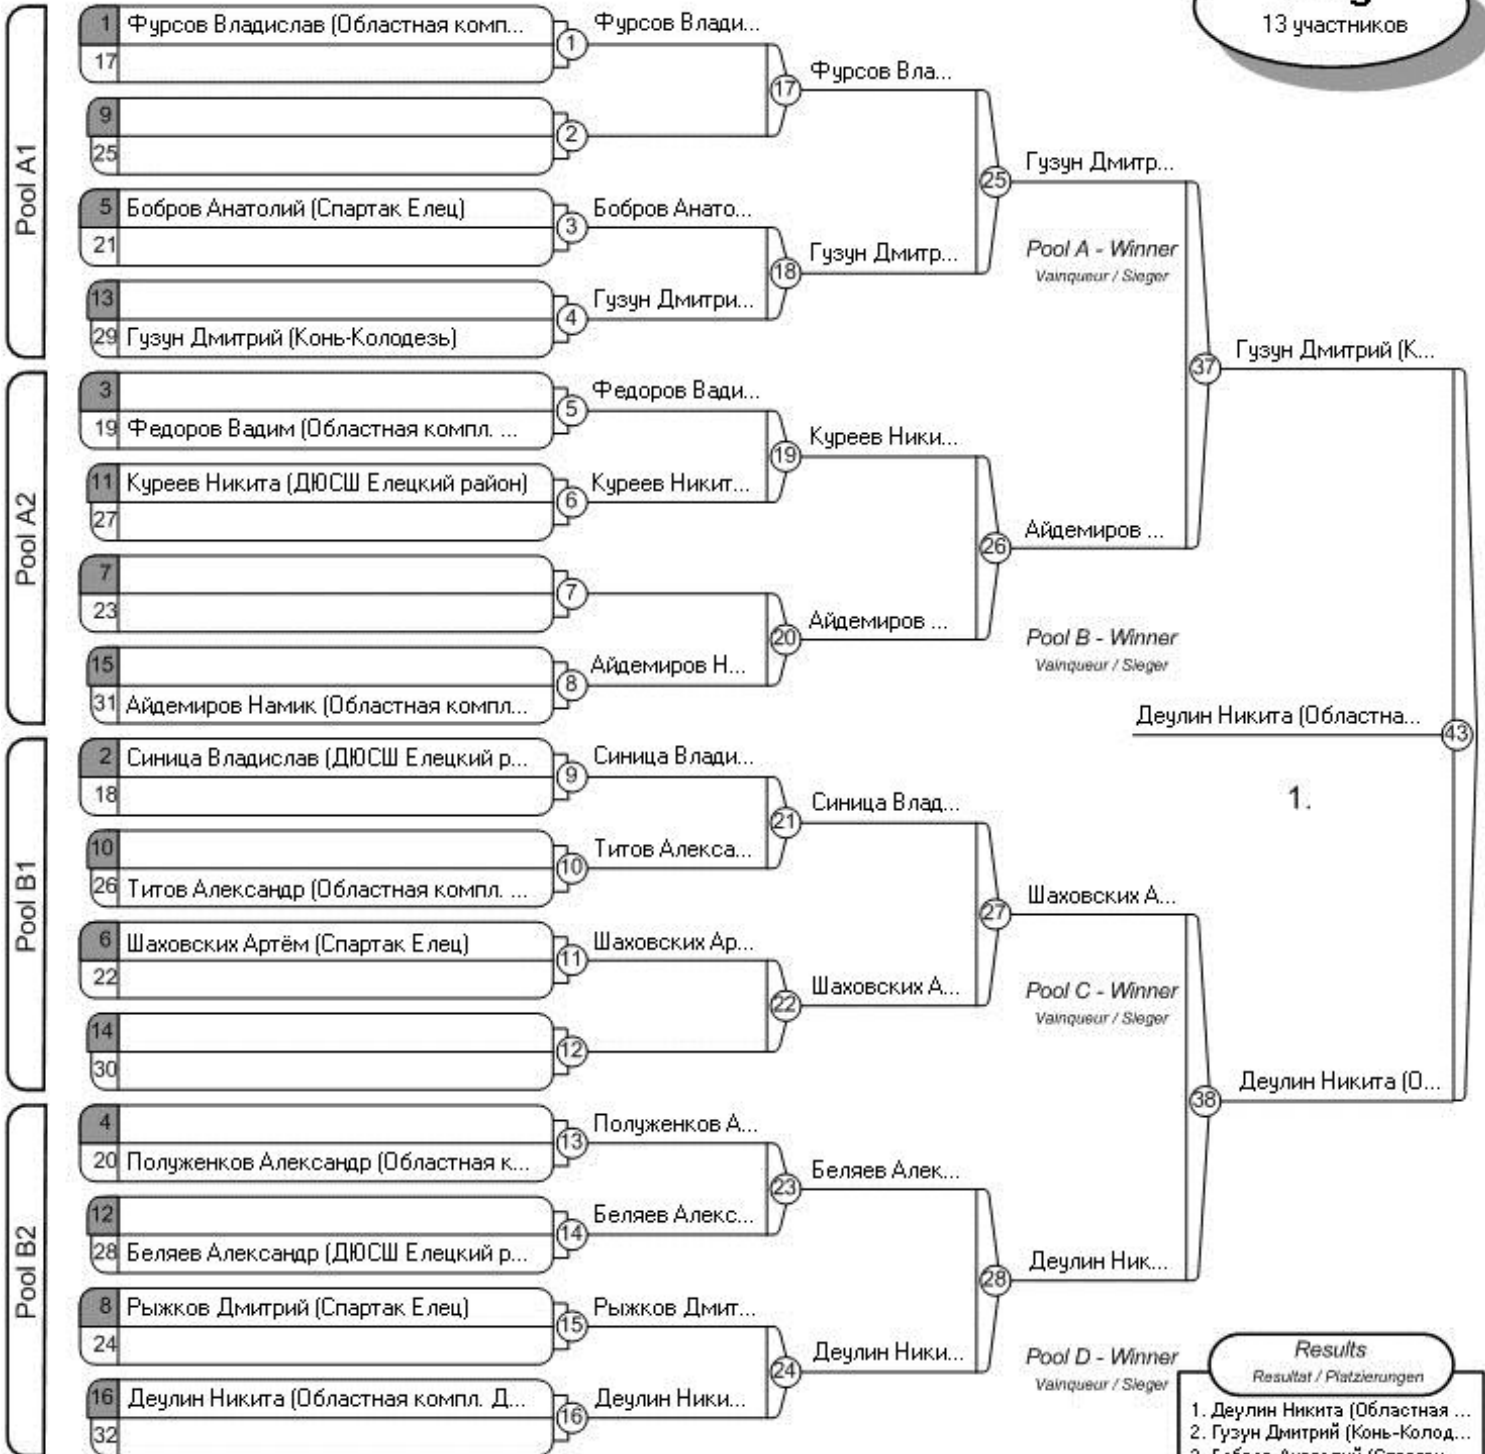 13 участников
Pool A1
1 Фурсов Владислав (Областная комп...
17
1
Фурсов Влади...
9
25
2
17
Фурсов Вла...
5 Бобров Анатолий (Спартак Елец)
21
3
Бобров Анато...
13
29 Гузун Дмитрий (Конь-Колодезь)
4
Гузун Дмитри...
18
Гузун Дмитр...
25
Гузун Дмитр...
Pool A - Winner
Vainqueur / Sieger
Pool A2
3
19 Федоров Вадим (Областная компл. ...
5
Федоров Вади...
11 Куреев Никита (ДЮСШ Елецкий район)
27
6
Куреев Никит...
19
Куреев Ники...
7
23
7
15
31 Айдемиров Намик (Областная компл...
8
Айдемиров Н...
20
Айдемиров ...
26
Айдемиров ...
Pool B - Winner
Vainqueur / Sieger
37
Гузун Дмитрий (К...
Pool B1
2 Синица Владислав (ДЮСШ Елецкий р...
18
9
Синица Влади...
10
26 Титов Александр (Областная компл. ...
10
Титов Алекса...
21
Синица Влад...
6 Шаховских Артём (Спартак Елец)
22
11
Шаховских Ар...
14
30
12
22
Шаховских А...
27
Шаховских А...
Pool C - Winner
Vainqueur / Sieger
Pool B2
4
20 Полуженков Александр (Областная к...
13
Полуженков А...
12
28 Беляев Александр (ДЮСШ Елецкий р...
14
Беляев Алекс...
23
Беляев Алек...
8 Рыжков Дмитрий (Спартак Елец)
24
15
Рыжков Дмит...
16 Деулин Никита (Областная компл. Д...
32
16
Деулин Ники...
24
Деулин Ники...
28
Деулин Ник...
Pool D - Winner
Vainqueur / Sieger
38
Деулин Никита (О...
43
Деулин Никита (Областна...
1.
Results
Resultat / Platzierungen
1. Деулин Никита (Областная ...
2. Гузун Дмитрий (Конь-Колод...